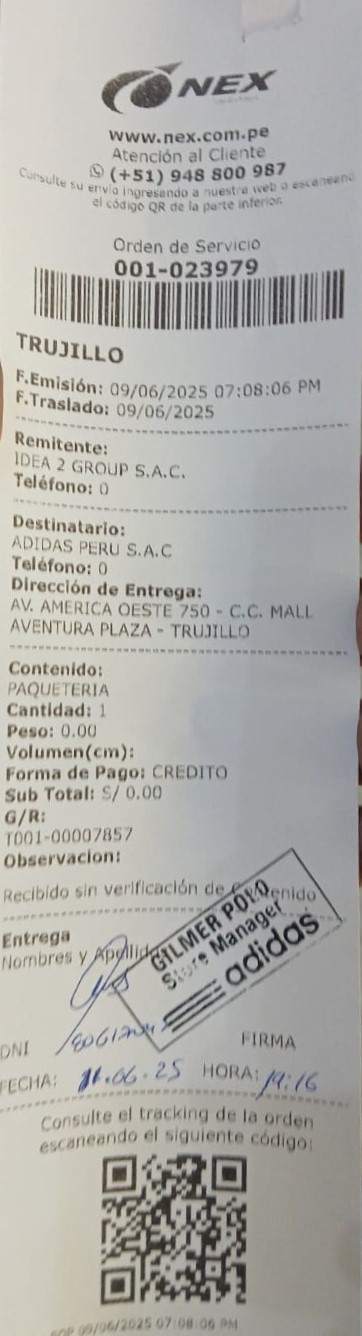 NEX
www.nex.com.pe
Atención al Cliente
(+51) 948 800 987
Consulte su envío ingresando a nuestra web o escaneando
el código QR de la parte inferior.
Orden de Servicio
001-023979
TRUJILLO
F.Emisión: 09/06/2025 07:08:06 PM
F.Traslado: 09/06/2025
Remitente:
IDEA 2 GROUP S.A.C.
Teléfono: 0
Destinatario:
ADIDAS PERU S.A.C
Teléfono: 0
Dirección de Entrega:
AV. AMERICA OESTE 750 - C.C. MALL
AVENTURA PLAZA - TRUJILLO
Contenido:
PAQUETERIA
Cantidad: 1
Peso: 0.00
Volumen(cm):
Forma de Pago: CREDITO
Sub Total: S/ 0.00
G/R:
T001-00007857
Observacion:
Recibido sin verificación de Contenido
GILMER POLO
Store Manager
adidas
Entrega
Nombres y Apellidos
DNI
FIRMA
FECHA: 11.06.25 HORA: 19:16
Consulte el tracking de la orden
escaneando el siguiente código:
09/06/2025 07:08:06 PM